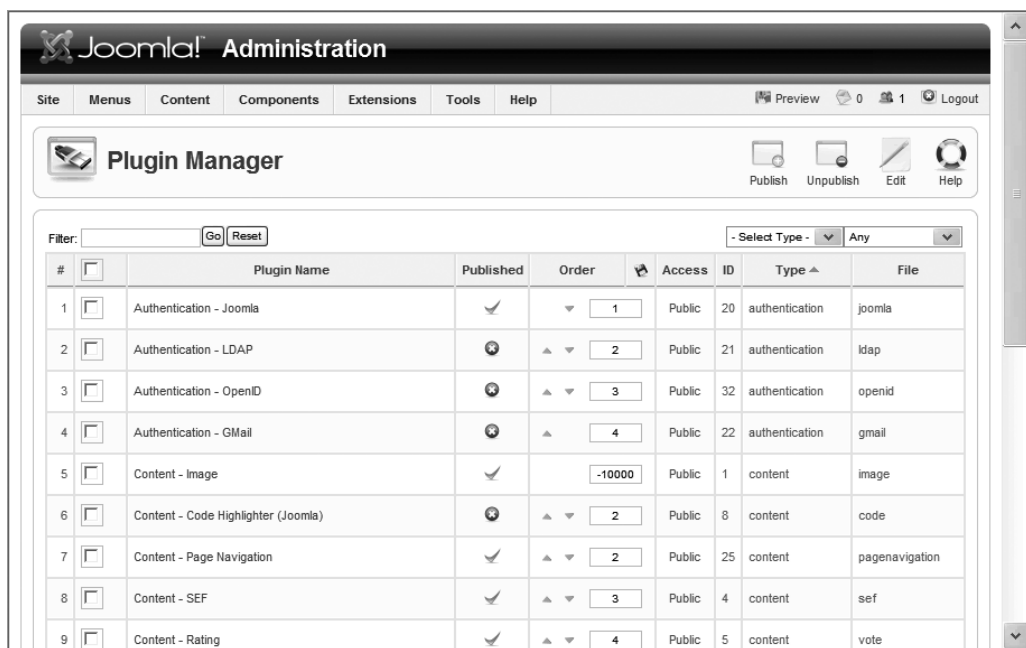 Joomla! Administration
Site Menus Content Components Extensions Tools Help Preview 0 1 Logout
Plugin Manager
Publish Unpublish Edit Help
Filter: Go Reset - Select Type - Any
# Plugin Name Published Order Access ID Type File
1 Authentication - Joomla 1 Public 20 authentication joomla
2 Authentication - LDAP 2 Public 21 authentication ldap
3 Authentication - OpenID 3 Public 32 authentication openid
4 Authentication - GMail 4 Public 22 authentication gmail
5 Content - Image -10000 Public 1 content image
6 Content - Code Highlighter (Joomla) 2 Public 8 content code
7 Content - Page Navigation 2 Public 25 content pagenavigation
8 Content - SEF 3 Public 4 content sef
9 Content - Rating 4 Public 5 content vote